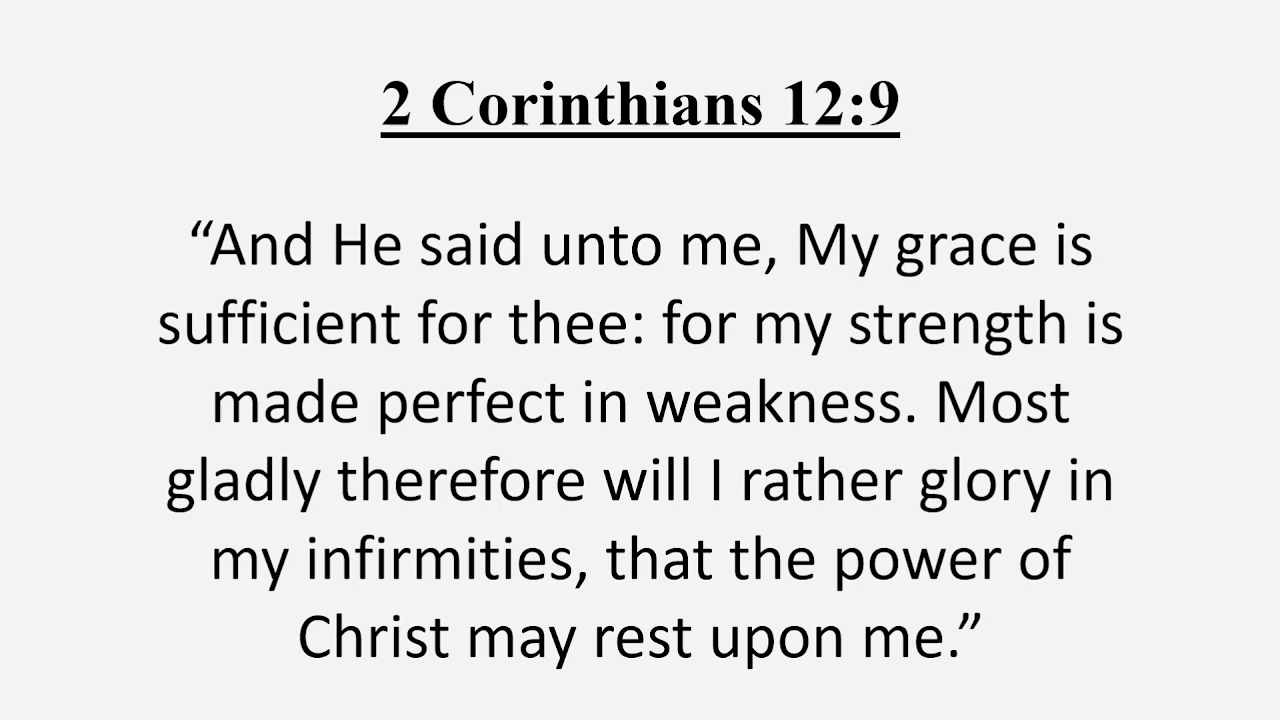 2 Corinthians 12:9
“And He said unto me, My grace is
sufficient for thee: for my strength is
made perfect in weakness. Most
gladly therefore will I rather glory in
my infirmities, that the power of
Christ may rest upon me.”